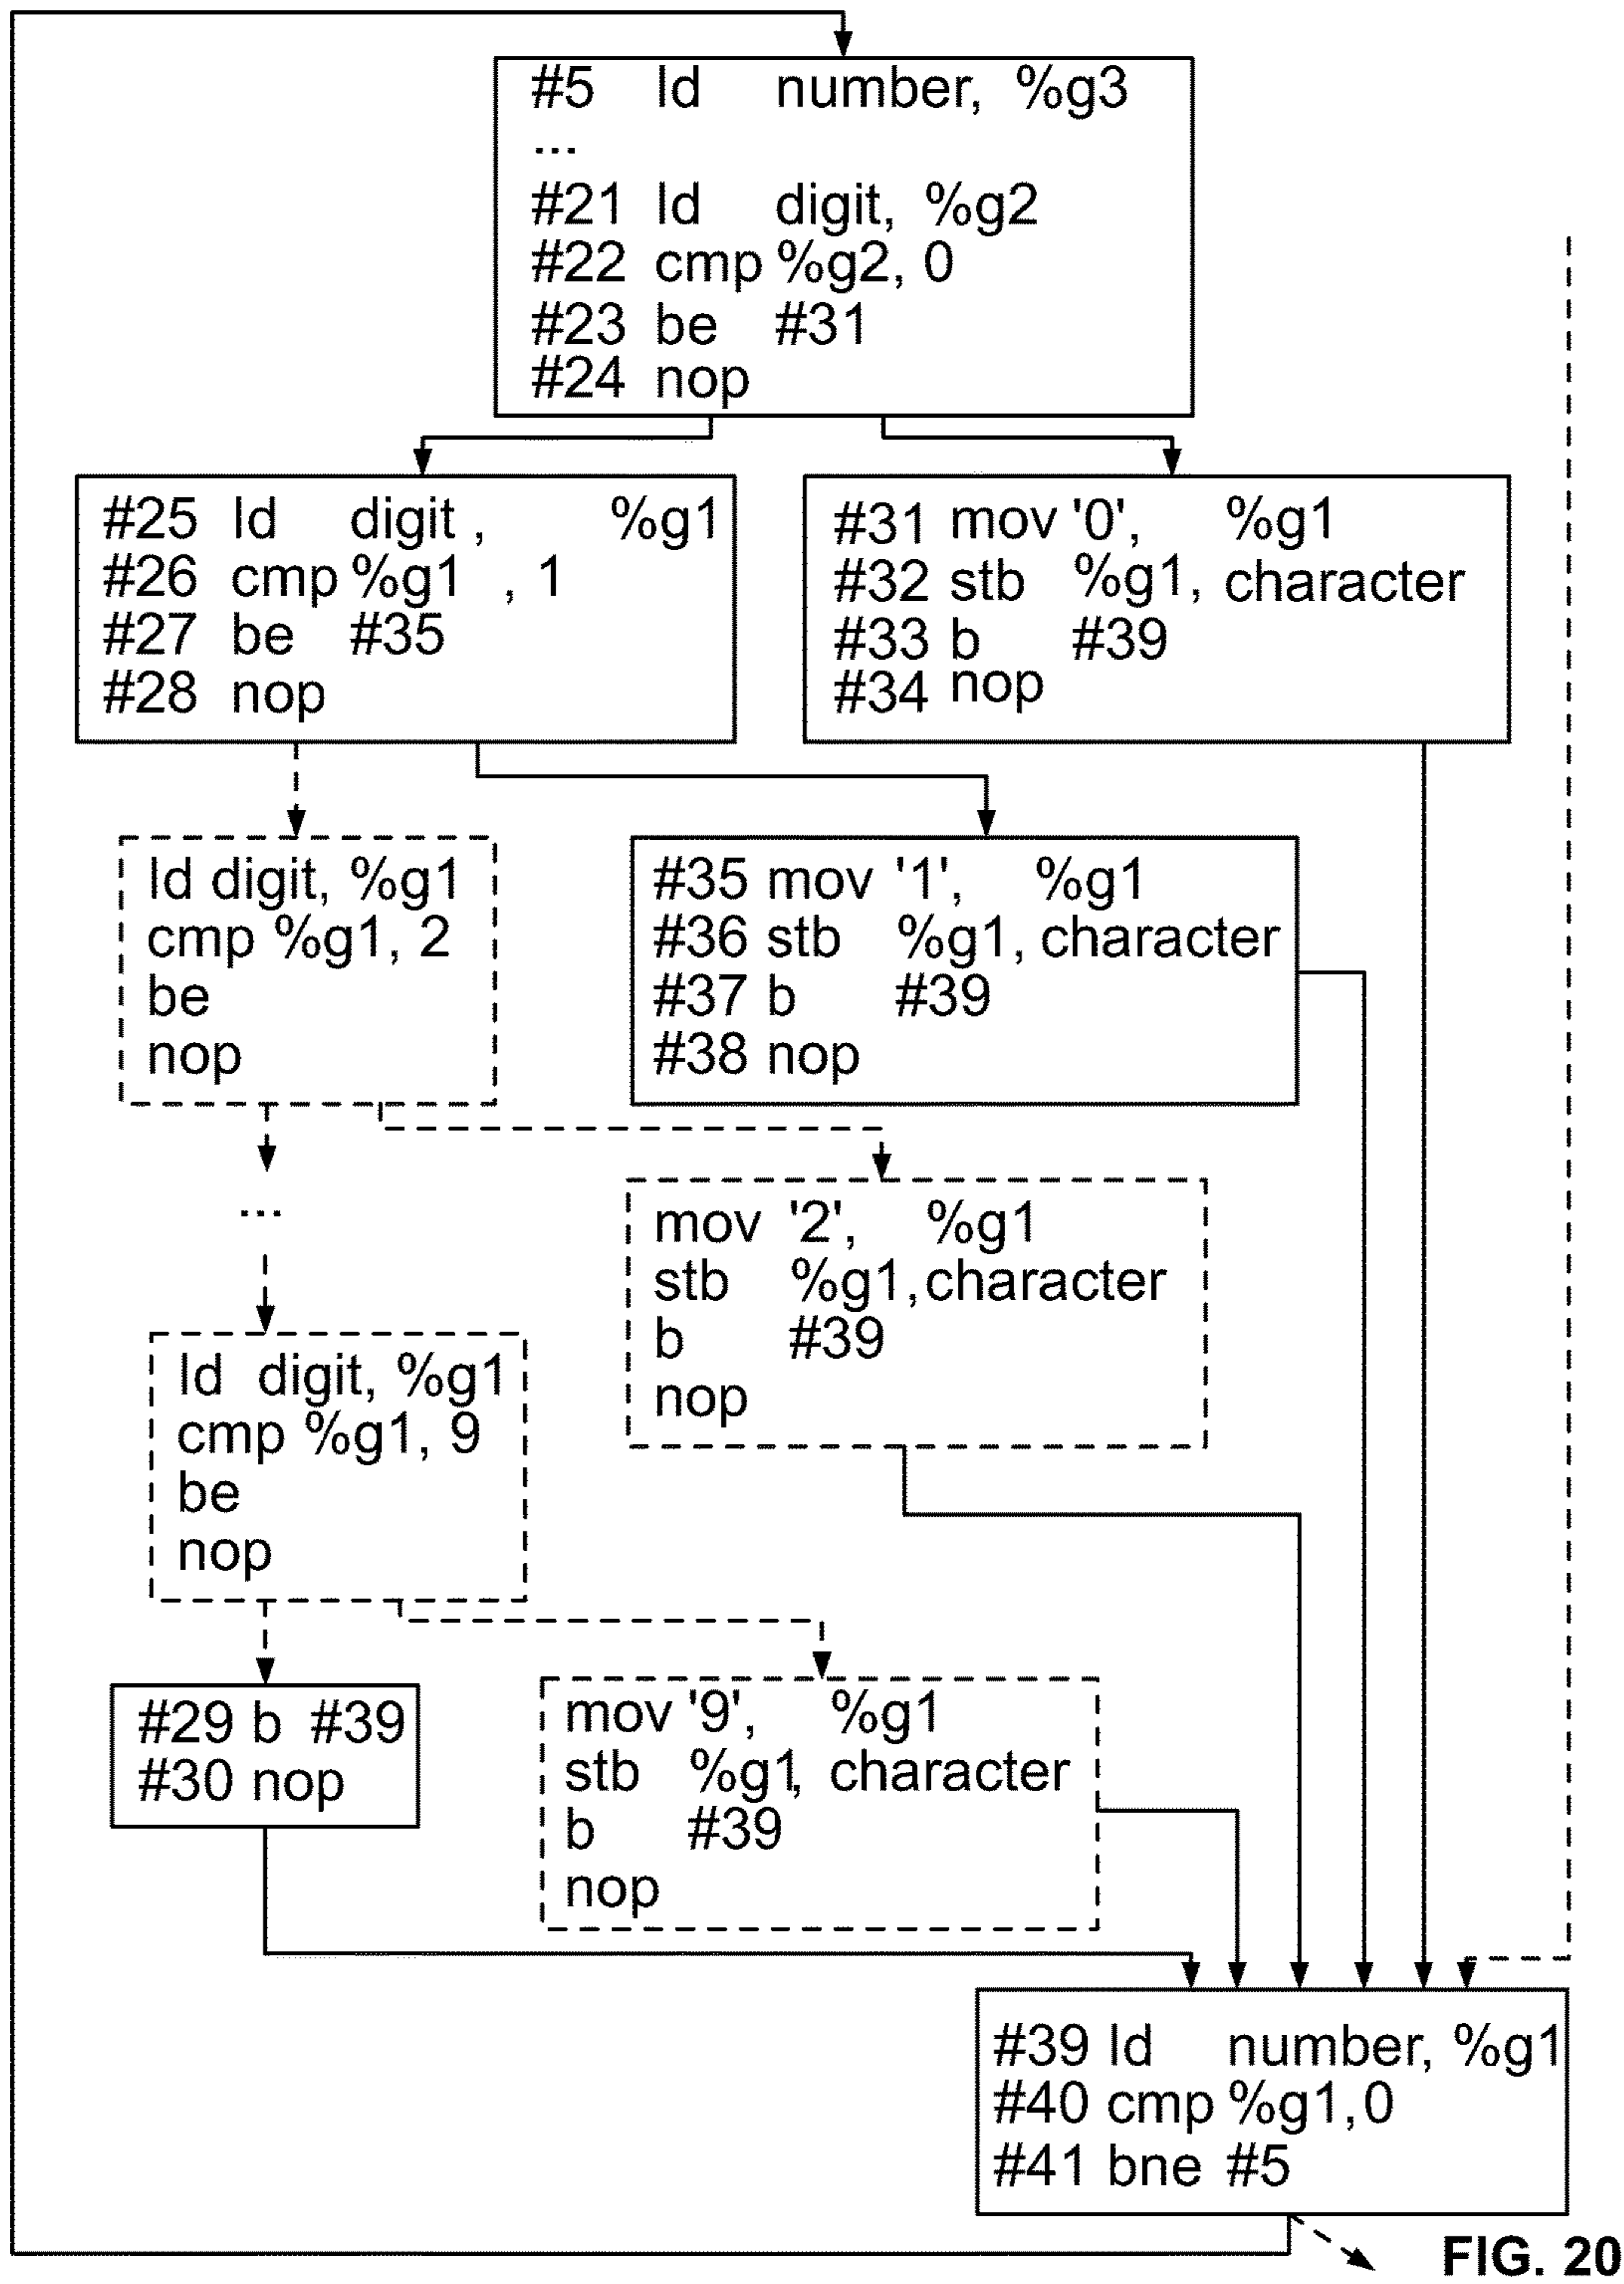 #5 ld number, %g3
...
#21 ld digit, %g2
#22 cmp %g2, 0
#23 be #31
#24 nop
#25 ld digit , %g1
#26 cmp %g1 , 1
#27 be #35
#28 nop
#31 mov '0', %g1
#32 stb %g1, character
#33 b #39
#34 nop
ld digit, %g1
cmp %g1, 2
be
nop
#35 mov '1', %g1
#36 stb %g1, character
#37 b #39
#38 nop
...
mov '2', %g1
stb %g1,character
b #39
nop
ld digit, %g1
cmp %g1, 9
be
nop
#29 b #39
#30 nop
mov '9', %g1
stb %g1, character
b #39
nop
#39 ld number, %g1
#40 cmp %g1,0
#41 bne #5
FIG. 20